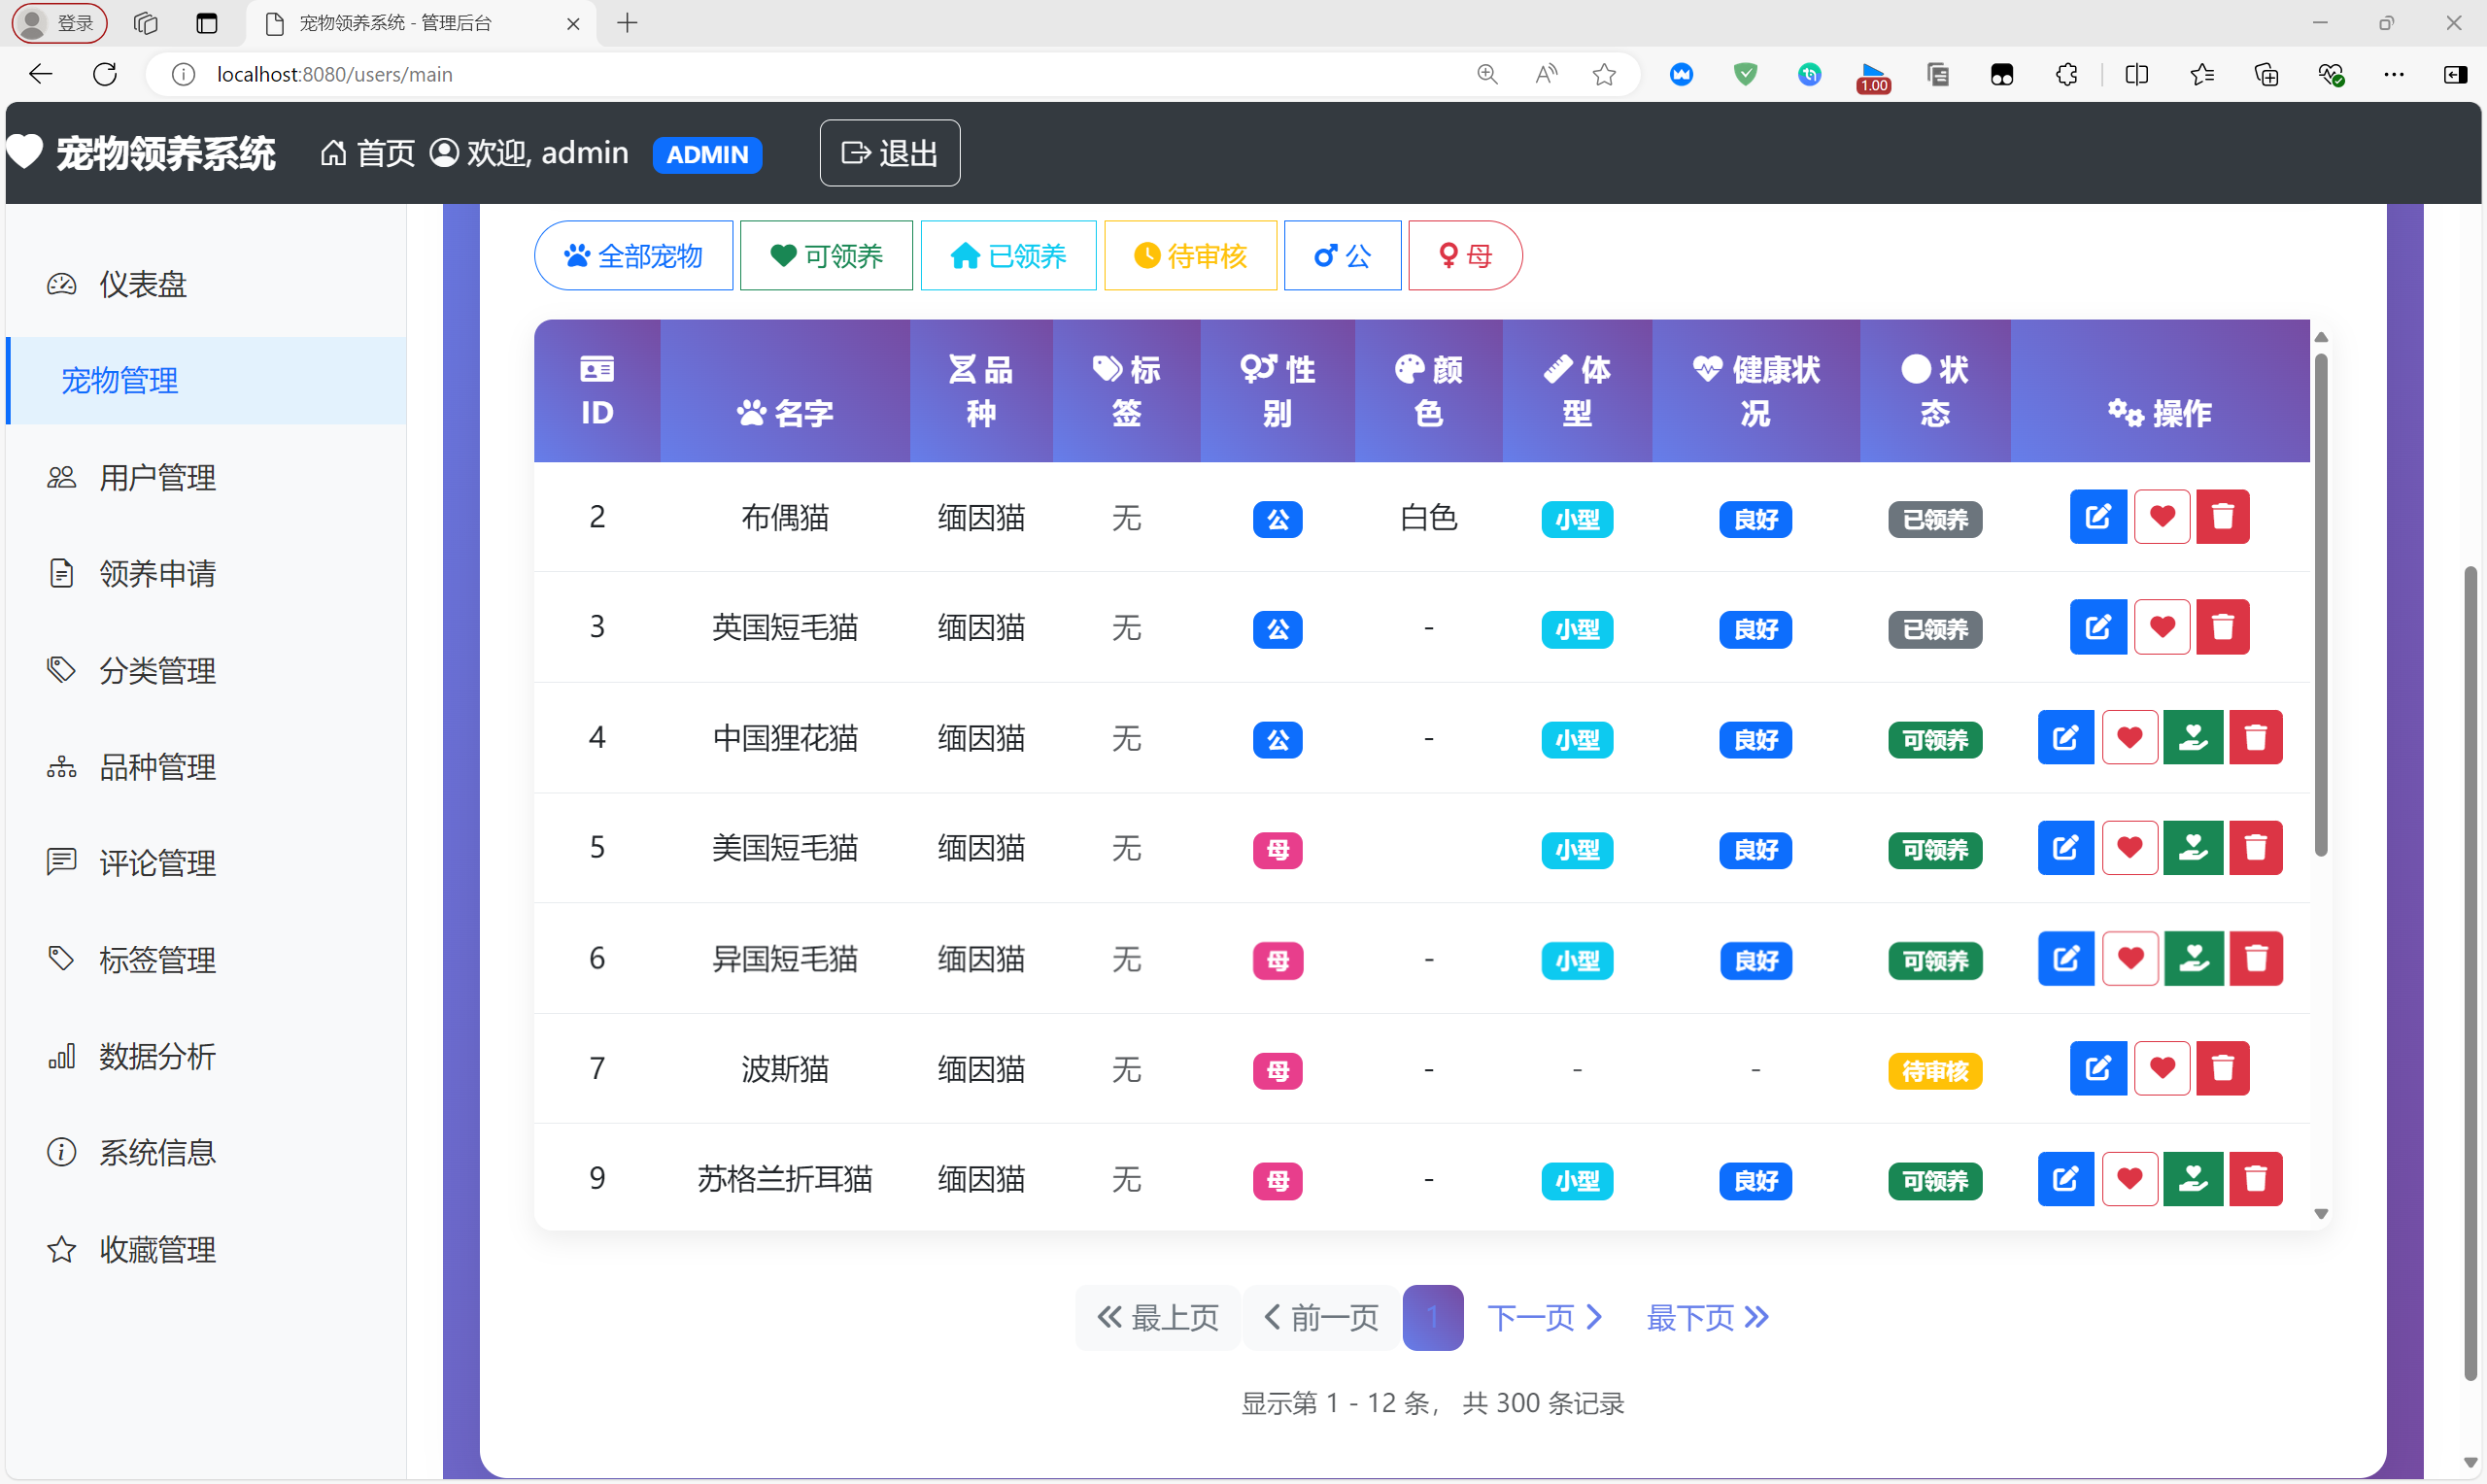 登录
宠物领养系统 - 管理后台
localhost:8080/users/main
1.00
宠物领养系统 首页 欢迎, admin ADMIN 退出
仪表盘
宠物管理
用户管理
领养申请
分类管理
品种管理
评论管理
标签管理
数据分析
系统信息
收藏管理
全部宠物 可领养 已领养 待审核 公 母
ID 名字 品种 标签 性别 颜色 体型 健康状况 状态 操作
2 布偶猫 缅因猫 无 公 白色 小型 良好 已领养
3 英国短毛猫 缅因猫 无 公 - 小型 良好 已领养
4 中国狸花猫 缅因猫 无 公 - 小型 良好 可领养
5 美国短毛猫 缅因猫 无 母 小型 良好 可领养
6 异国短毛猫 缅因猫 无 母 - 小型 良好 可领养
7 波斯猫 缅因猫 无 母 - - - 待审核
9 苏格兰折耳猫 缅因猫 无 母 - 小型 良好 可领养
最上页 前一页 1 下一页 最下页
显示第 1 - 12 条， 共 300 条记录